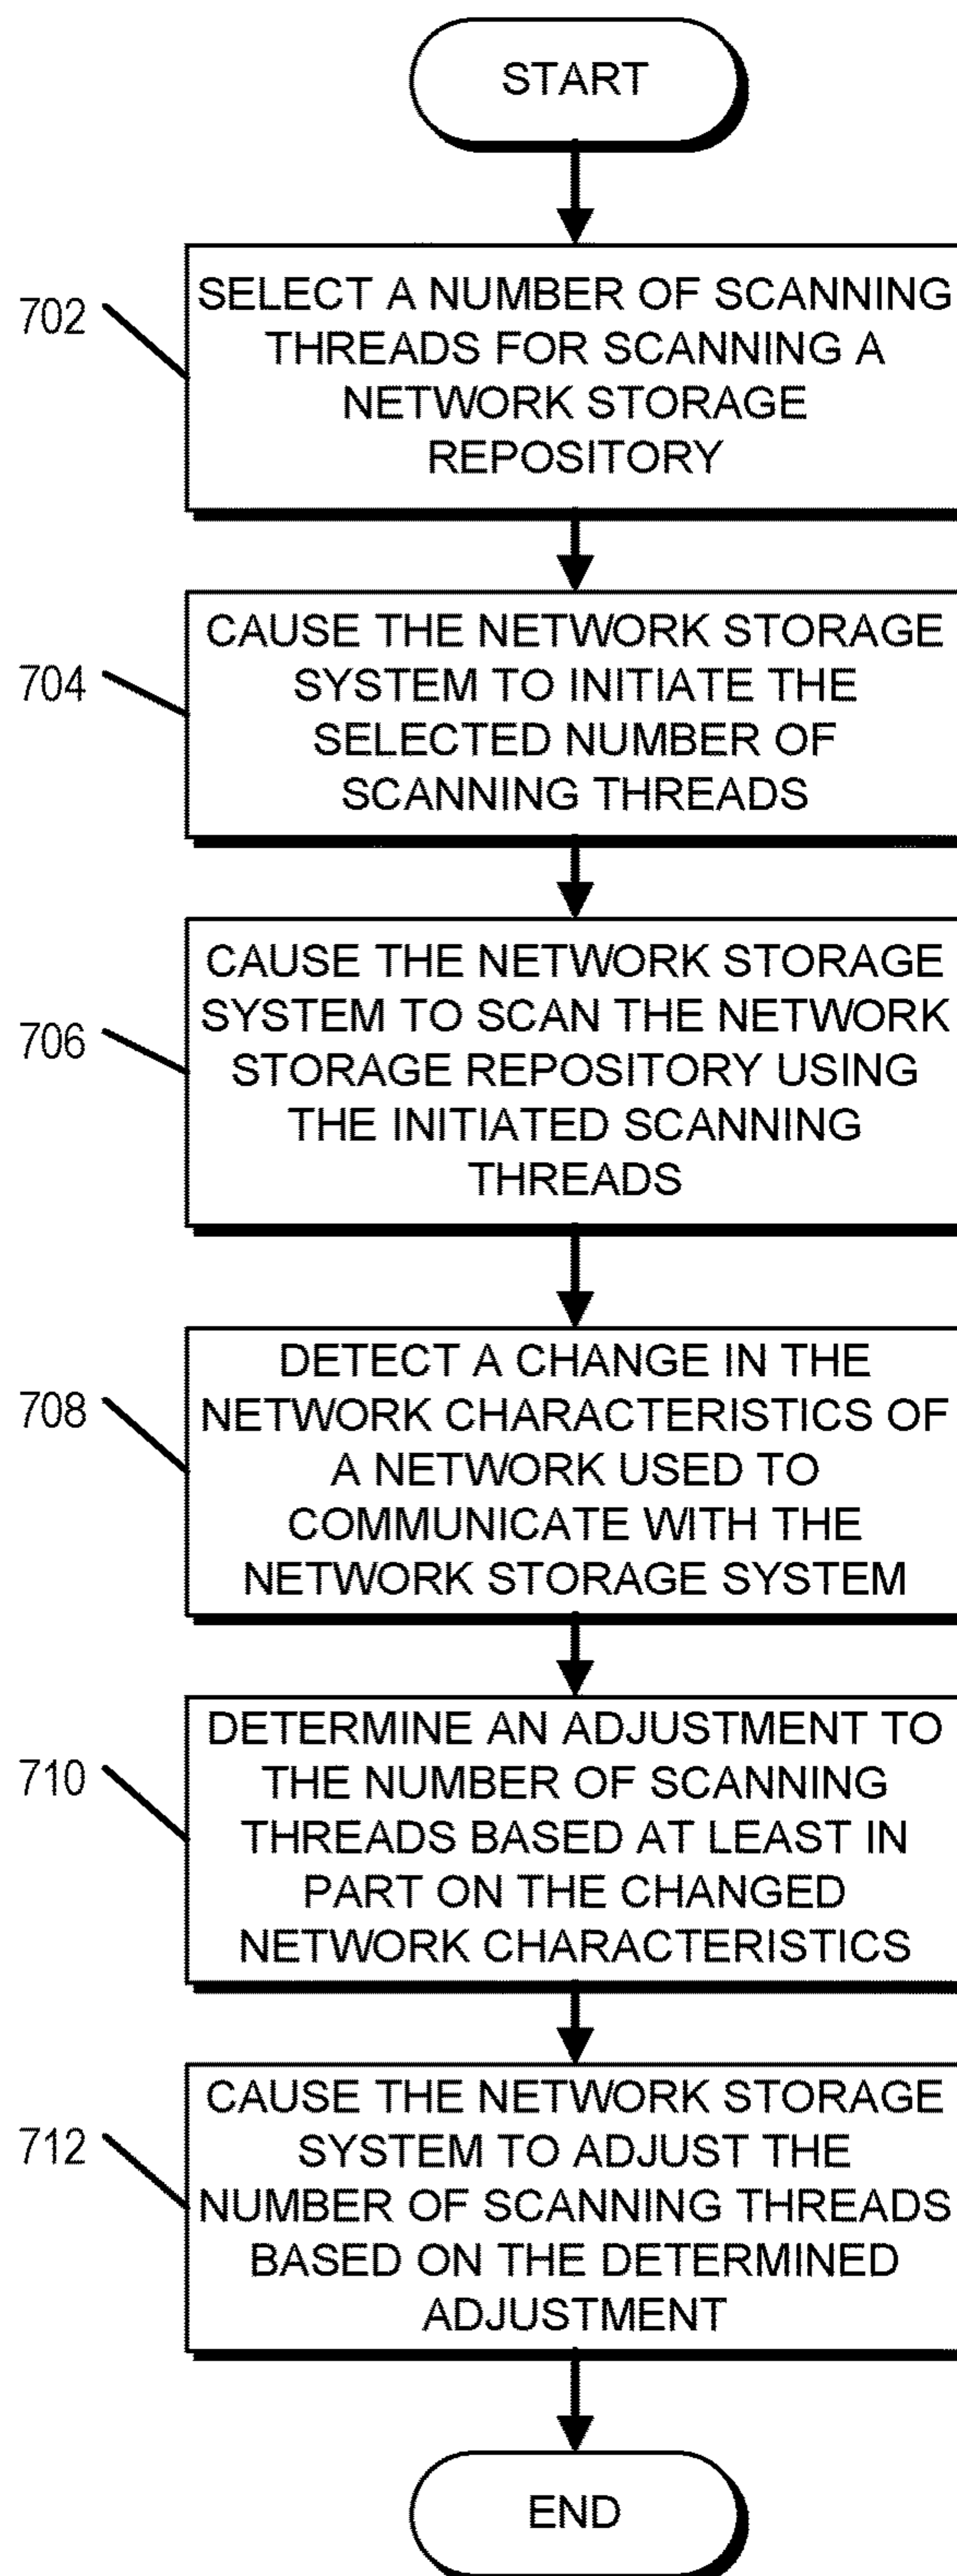 START
702
SELECT A NUMBER OF SCANNING
THREADS FOR SCANNING A
NETWORK STORAGE
REPOSITORY
704
CAUSE THE NETWORK STORAGE
SYSTEM TO INITIATE THE
SELECTED NUMBER OF
SCANNING THREADS
706
CAUSE THE NETWORK STORAGE
SYSTEM TO SCAN THE NETWORK
STORAGE REPOSITORY USING
THE INITIATED SCANNING
THREADS
708
DETECT A CHANGE IN THE
NETWORK CHARACTERISTICS OF
A NETWORK USED TO
COMMUNICATE WITH THE
NETWORK STORAGE SYSTEM
710
DETERMINE AN ADJUSTMENT TO
THE NUMBER OF SCANNING
THREADS BASED AT LEAST IN
PART ON THE CHANGED
NETWORK CHARACTERISTICS
712
CAUSE THE NETWORK STORAGE
SYSTEM TO ADJUST THE
NUMBER OF SCANNING THREADS
BASED ON THE DETERMINED
ADJUSTMENT
END